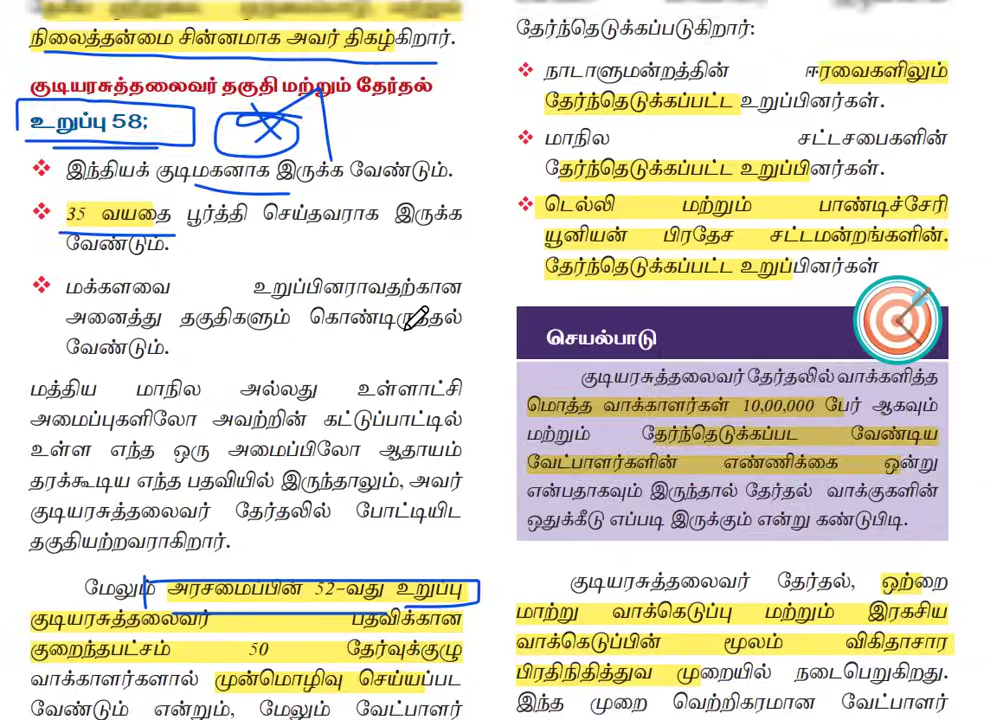 நிலைத்தன்மை சின்னமாக அவர் திகழ்கிறார்.
குடியரசுத்தலைவர் தகுதி மற்றும் தேர்தல்
உறுப்பு 58;
❖ இந்தியக் குடிமகனாக இருக்க வேண்டும்.
❖ 35 வயதை பூர்த்தி செய்தவராக இருக்க
வேண்டும்.
❖ மக்களவை உறுப்பினராவதற்கான
அனைத்து தகுதிகளும் கொண்டிருத்தல்
வேண்டும்.
மத்திய மாநில அல்லது உள்ளாட்சி
அமைப்புகளிலோ அவற்றின் கட்டுப்பாட்டில்
உள்ள எந்த ஒரு அமைப்பிலோ ஆதாயம்
தரக்கூடிய எந்த பதவியில் இருந்தாலும், அவர்
குடியரசுத்தலைவர் தேர்தலில் போட்டியிட
தகுதியற்றவராகிறார்.
மேலும் அரசமைப்பின் 52-வது உறுப்பு
குடியரசுத்தலைவர் பதவிக்கான
குறைந்தபட்சம் 50 தேர்வுக்குழு
வாக்காளர்களால் முன்மொழிவு செய்யப்பட
வேண்டும் என்றும், மேலும் வேட்பாளர்
தேர்ந்தெடுக்கப்படுகிறார்:
❖ நாடாளுமன்றத்தின் ஈரவைகளிலும்
தேர்ந்தெடுக்கப்பட்ட உறுப்பினர்கள்.
❖ மாநில சட்டசபைகளின்
தேர்ந்தெடுக்கப்பட்ட உறுப்பினர்கள்.
❖ டெல்லி மற்றும் பாண்டிச்சேரி
யூனியன் பிரதேச சட்டமன்றங்களின்.
தேர்ந்தெடுக்கப்பட்ட உறுப்பினர்கள்
செயல்பாடு
குடியரசுத்தலைவர் தேர்தலில் வாக்களித்த
மொத்த வாக்காளர்கள் 10,00,000 பேர் ஆகவும்
மற்றும் தேர்ந்தெடுக்கப்பட வேண்டிய
வேட்பாளர்களின் எண்ணிக்கை ஒன்று
என்பதாகவும் இருந்தால் தேர்தல் வாக்குகளின்
ஒதுக்கீடு எப்படி இருக்கும் என்று கண்டுபிடி.
குடியரசுத்தலைவர் தேர்தல், ஒற்றை
மாற்று வாக்கெடுப்பு மற்றும் இரகசிய
வாக்கெடுப்பின் மூலம் விகிதாசார
பிரதிநிதித்துவ முறையில் நடைபெறுகிறது.
இந்த முறை வெற்றிகரமான வேட்பாளர்